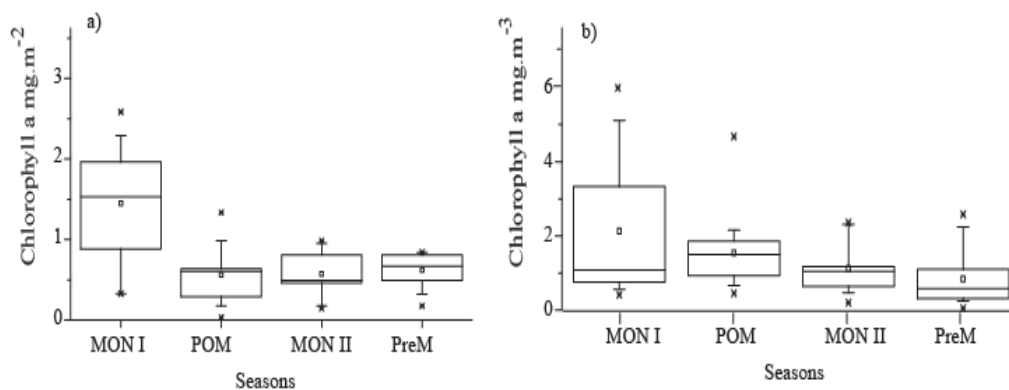 a)
Chlorophyll a mg.m⁻²
3
2
1
0
MON I POM MON II PreM
Seasons
b)
Chlorophyll a mg.m⁻³
6
4
2
0
MON I POM MON II PreM
Seasons